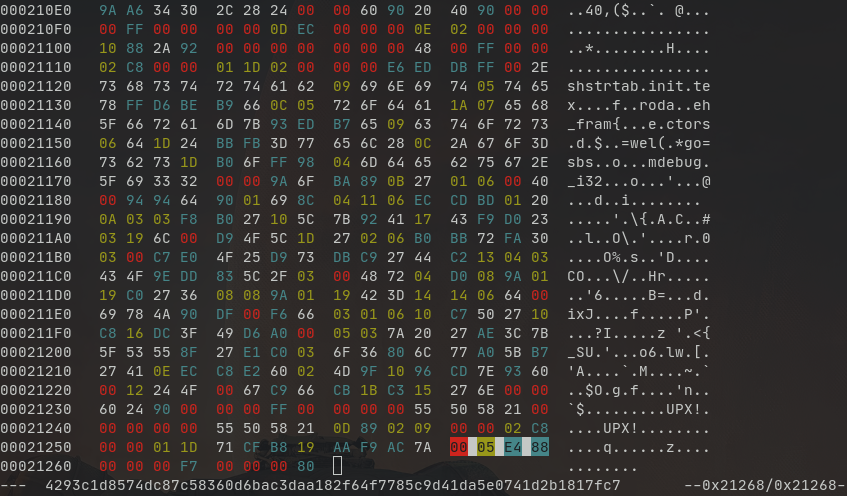 000210E0 9A A6 34 30 2C 28 24 00 00 60 90 20 40 90 00 00 ..40,($..`. @...
000210F0 00 FF 00 00 00 00 0D EC 00 00 00 0E 02 00 00 00 ................
00021100 10 88 2A 92 00 00 00 00 00 00 00 48 00 FF 00 00 ..*........H....
00021110 02 C8 00 00 01 1D 02 00 00 00 E6 ED DB FF 00 2E ................
00021120 73 68 73 74 72 74 61 62 09 69 6E 69 74 05 74 65 shstrtab.init.te
00021130 78 FF D6 BE B9 66 0C 05 72 6F 64 61 1A 07 65 68 x....f..roda..eh
00021140 5F 66 72 61 6D 7B 93 ED B7 65 09 63 74 6F 72 73 _fram{...e.ctors
00021150 06 64 1D 24 BB FB 3D 77 65 6C 28 0C 2A 67 6F 3D .d.$..=wel(.*go=
00021160 73 62 73 1D B0 6F FF 98 04 6D 64 65 62 75 67 2E sbs..o...mdebug.
00021170 5F 69 33 32 00 00 9A 6F BA 89 0B 27 01 06 00 40 _i32...o...'...@
00021180 00 94 94 64 90 01 69 8C 04 11 06 EC CD BD 01 20 ...d..i........
00021190 0A 03 03 F8 B0 27 10 5C 7B 92 41 17 43 F9 D0 23 .....'.\{.A.C..#
000211A0 03 19 6C 00 D9 4F 5C 1D 27 02 06 B0 BB 72 FA 30 ..l..O\.'....r.0
000211B0 03 00 C7 E0 4F 25 D9 73 DB C9 27 44 C2 13 04 03 ....O%.s..'D....
000211C0 43 4F 9E DD 83 5C 2F 03 00 48 72 04 D0 08 9A 01 CO...\/..Hr.....
000211D0 19 C0 27 36 08 08 9A 01 19 42 3D 14 14 06 64 00 ..'6.....B=...d.
000211E0 69 78 4A 90 DF 00 F6 66 03 01 06 10 C7 50 27 10 ixJ....f.....P'.
000211F0 C8 16 DC 3F 49 D6 A0 00 05 03 7A 20 27 AE 3C 7B ...?I.....z '.<{
00021200 5F 53 55 8F 27 E1 C0 03 6F 36 80 6C 77 A0 5B B7 _SU.'...o6.lw.[.
00021210 27 41 0E EC C8 E2 60 02 4D 9F 10 96 CD 7E 93 60 'A....`.M....~.`
00021220 00 12 24 4F 00 67 C9 66 CB 1B C3 15 27 6E 00 00 ..$O.g.f....'n..
00021230 60 24 90 00 00 00 00 FF 00 00 00 00 55 50 58 21 00 `$.........UPX!.
00021240 00 00 00 00 55 50 58 21 0D 89 02 09 00 00 02 C8 ....UPX!........
00021250 00 00 01 1D 71 CF B8 19 AA F9 AC 7A 00 05 E4 88 ....q......z....
00021260 00 00 00 F7 00 00 00 80 ........
--- 4293c1d8574dc87c58360d6bac3daa182f64f7785c9d41da5e0741d2b1817fc7 --0x21268/0x21268-